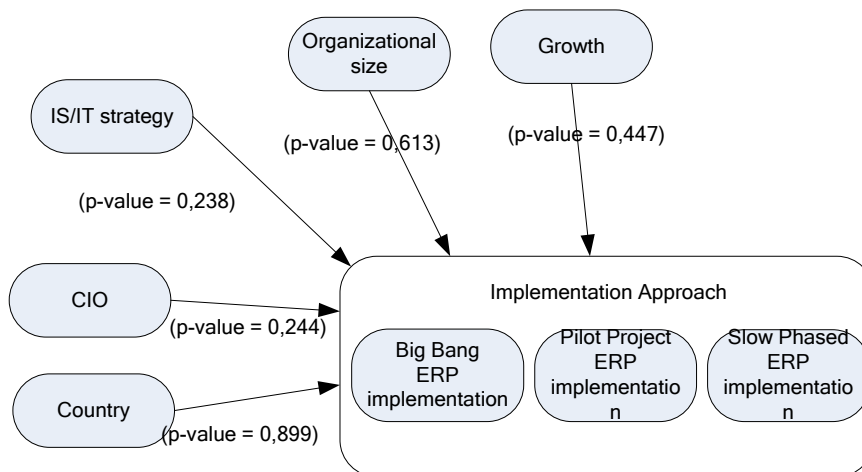 Organizational
size
Growth
IS/IT strategy
(p-value = 0,613)
(p-value = 0,447)
(p-value = 0,238)
CIO
(p-value = 0,244)
Country
(p-value = 0,899)
Implementation Approach
Big Bang
ERP
implementation
Pilot Project
ERP
implementatio
n
Slow Phased
ERP
implementatio
n